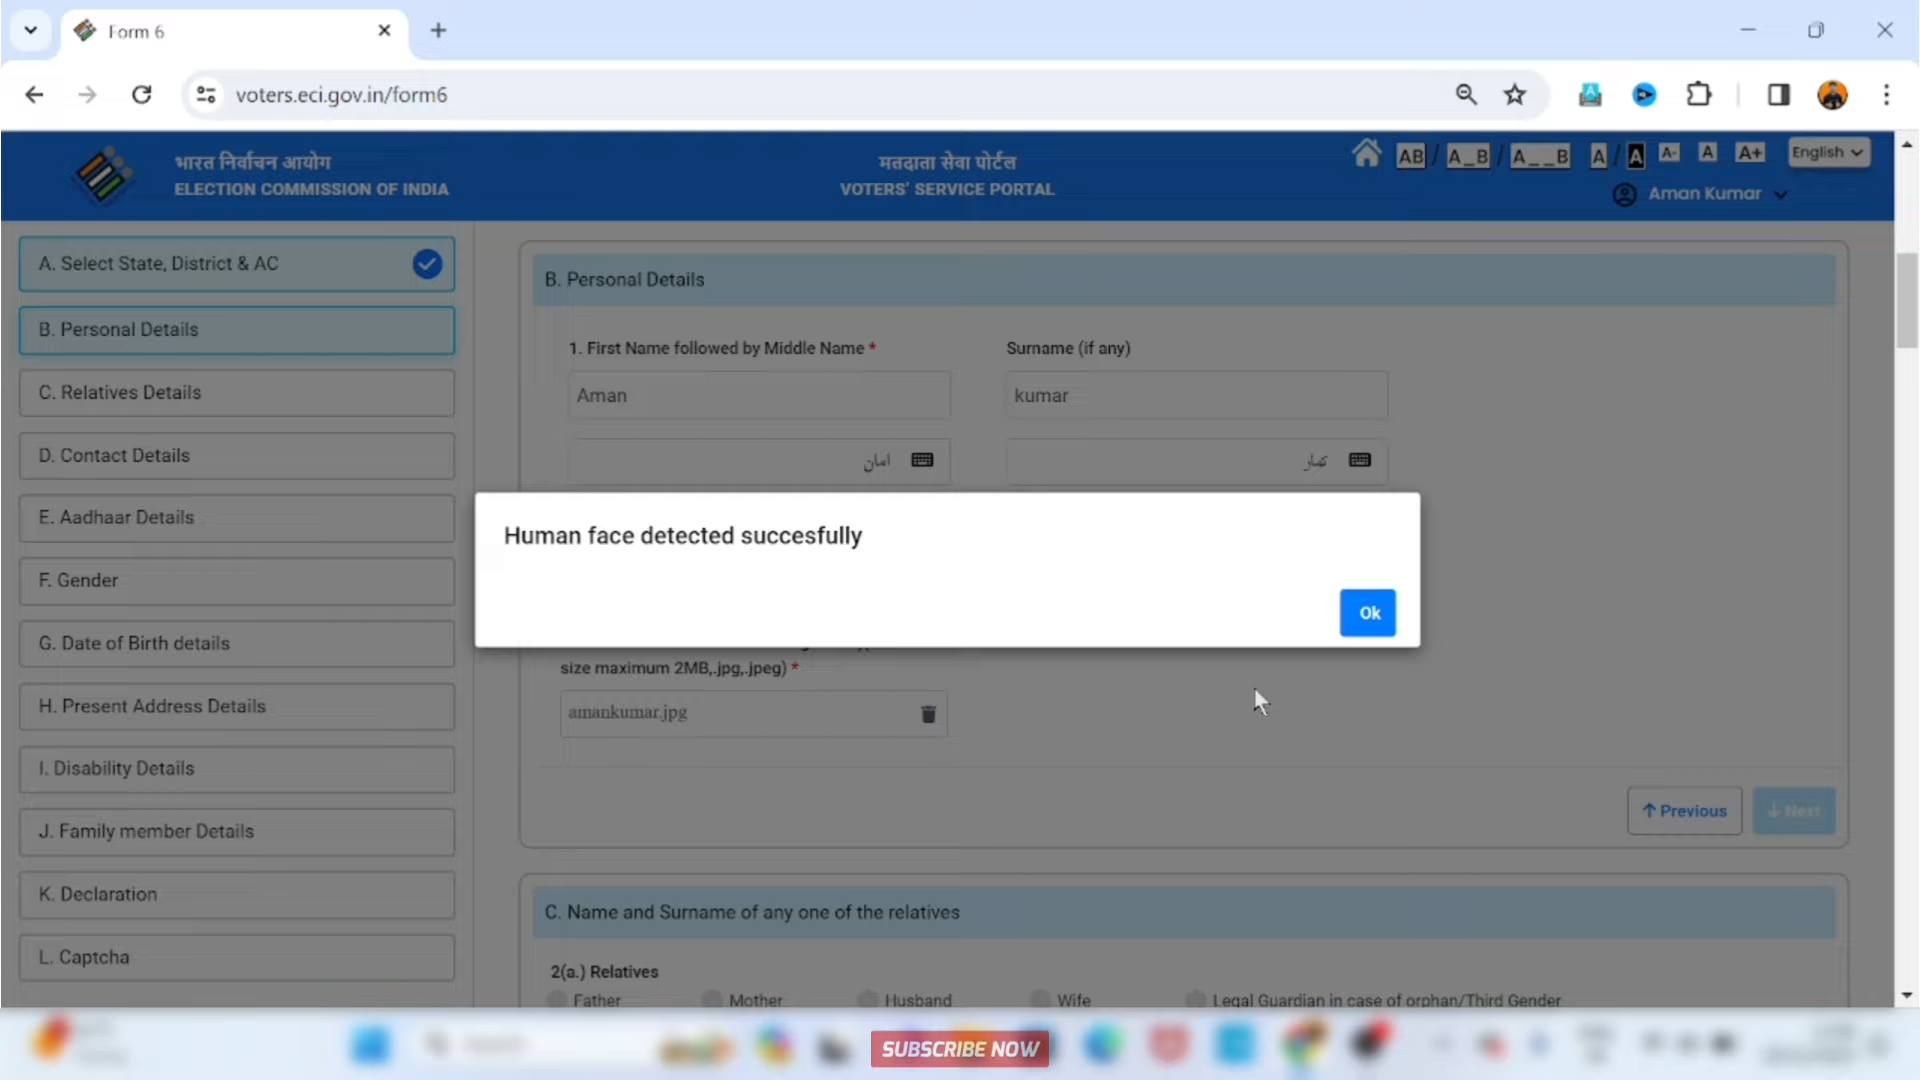 Form 6
voters.eci.gov.in/form6
भारत निर्वाचन आयोग
ELECTION COMMISSION OF INDIA
मतदाता सेवा पोर्टल
VOTERS' SERVICE PORTAL
AB / A_B / A__B A / A A- A A+ English
Aman Kumar
A. Select State, District & AC
B. Personal Details
C. Relatives Details
D. Contact Details
E. Aadhaar Details
F. Gender
G. Date of Birth details
H. Present Address Details
I. Disability Details
J. Family member Details
K. Declaration
L. Captcha
B. Personal Details
1. First Name followed by Middle Name * Surname (if any)
Aman kumar
امان کمار
Human face detected succesfully
Ok
size maximum 2MB,.jpg,.jpeg) *
amankumar.jpg
Previous Next
C. Name and Surname of any one of the relatives
2(a.) Relatives
Father Mother Husband Wife Legal Guardian in case of orphan/Third Gender
SUBSCRIBE NOW